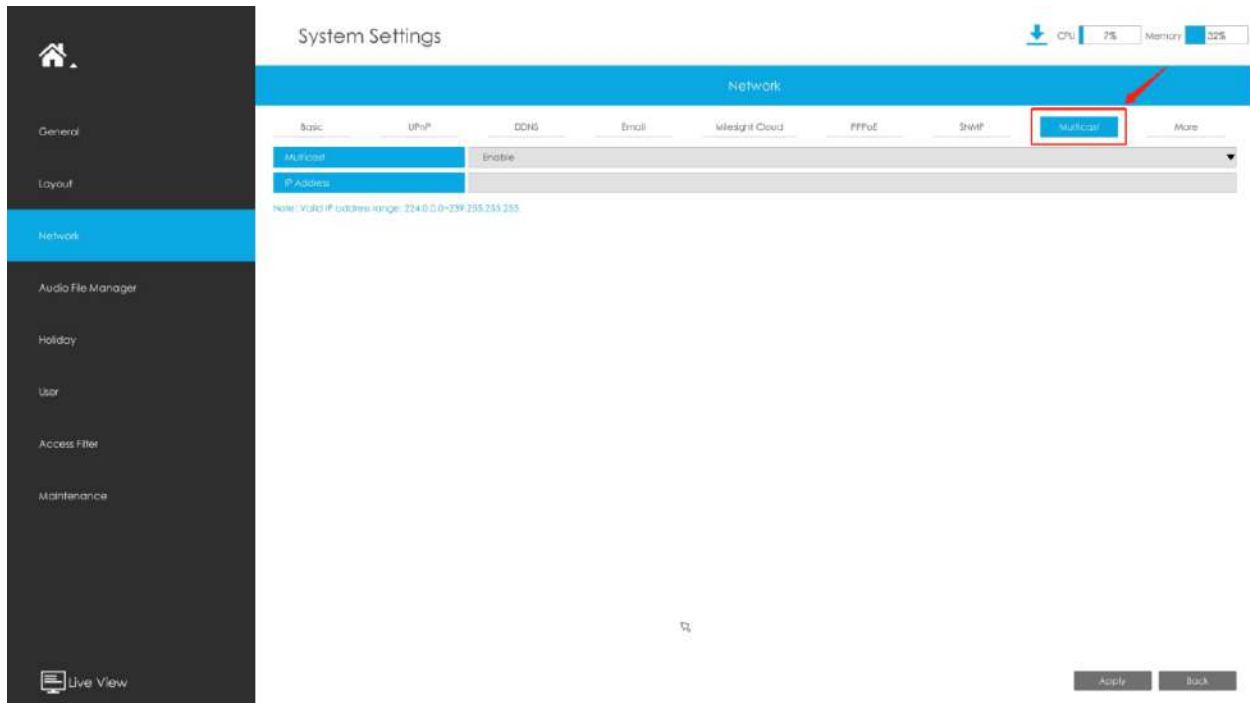 System Settings
CPU 7% Memory 32%
Network
General
Layout
Network
Audio File Manager
Holiday
User
Access Filter
Maintenance
Live View
Basic UPnP DDNS Email Milesight Cloud PPPoE SNMP Multicast More
Multicast Enable
IP Address
Note: Valid IP address range: 224.0.0.0~239.255.255.255.
Apply Back